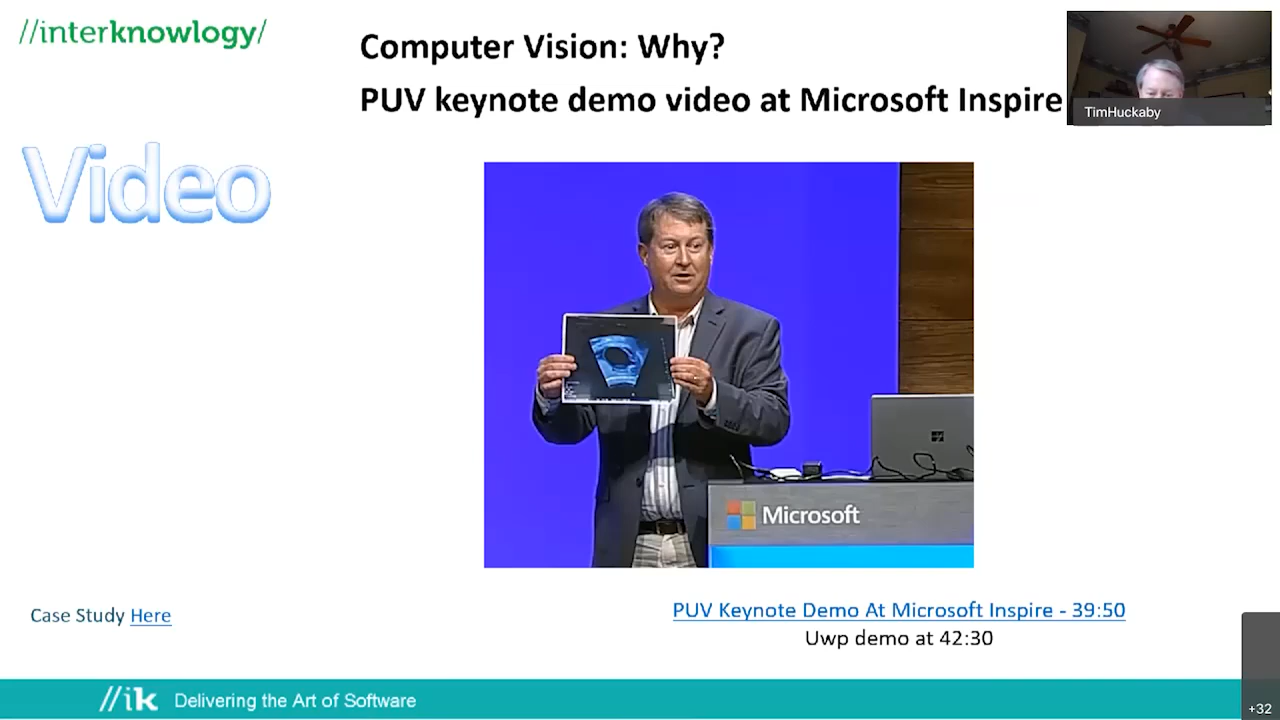 //interknowlogy/
Computer Vision: Why?
PUV keynote demo video at Microsoft Inspire
TimHuckaby
Video
Microsoft
Case Study Here
PUV Keynote Demo At Microsoft Inspire - 39:50
Uwp demo at 42:30
//ik Delivering the Art of Software
+32